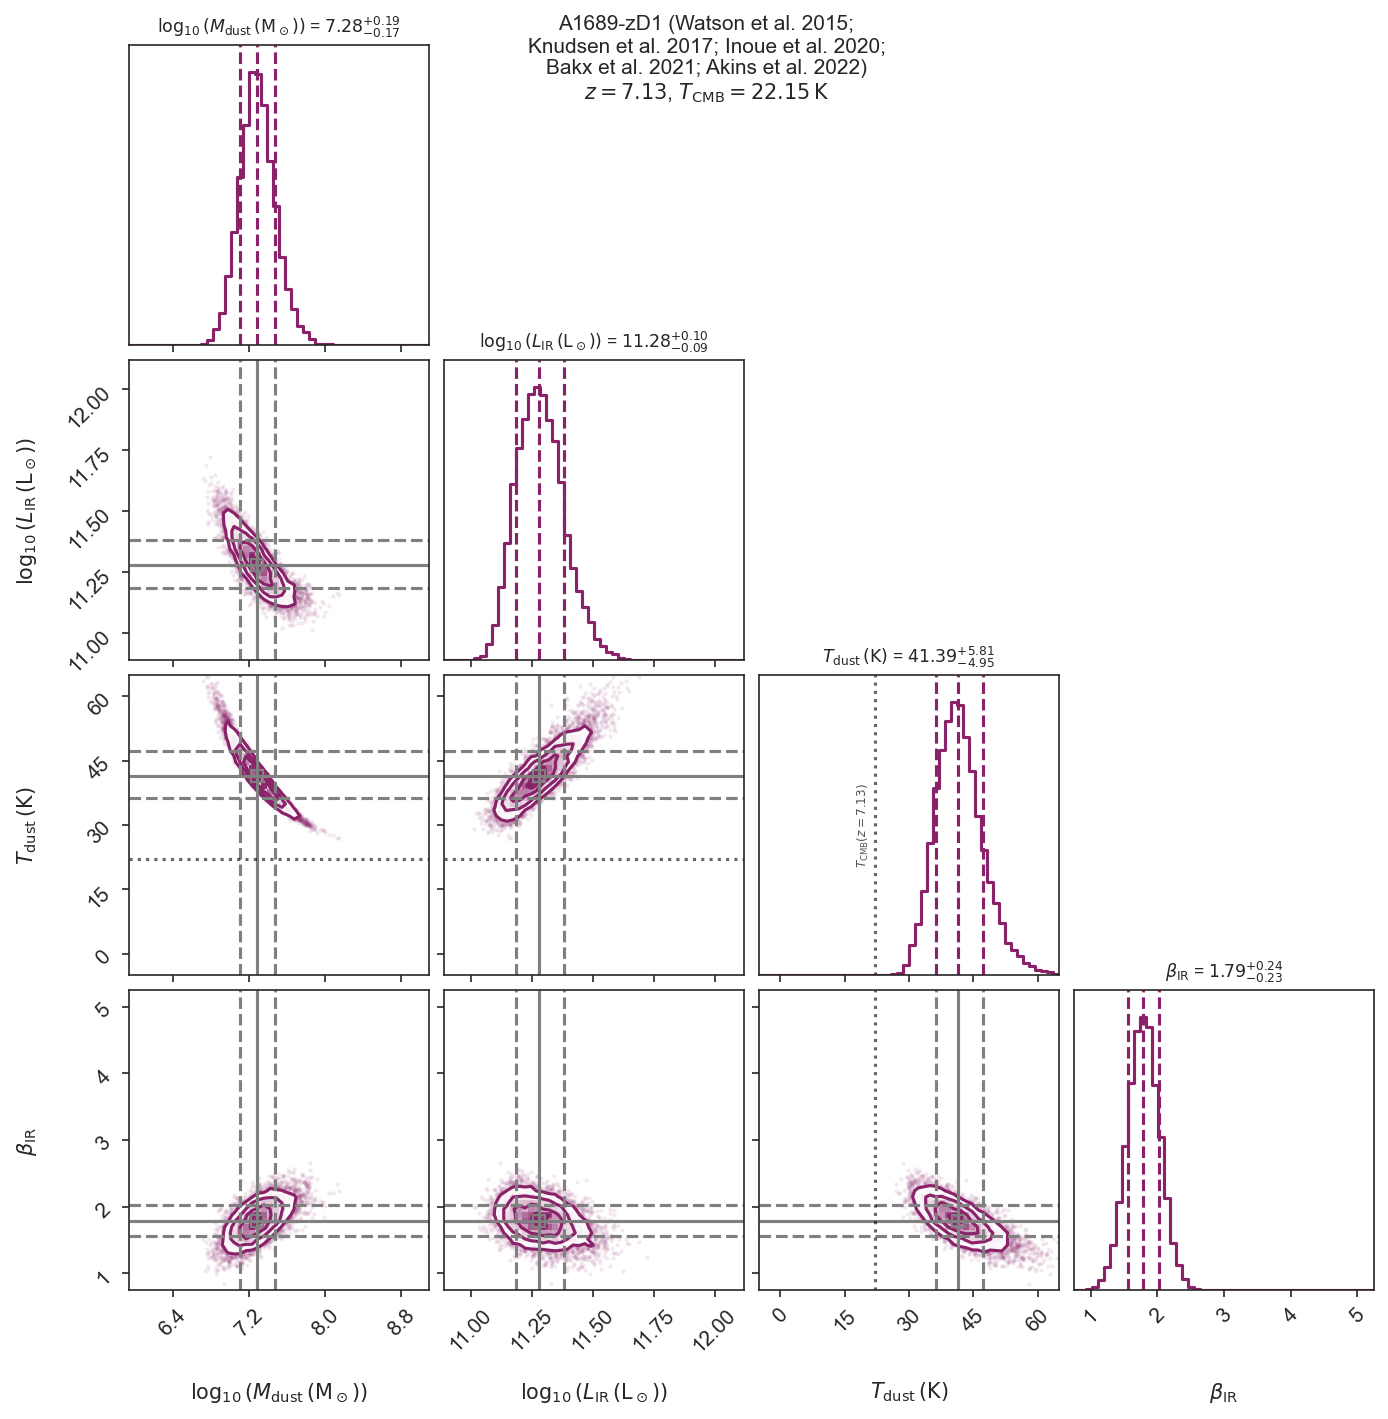 log₁₀ (M_dust (M_⊙)) = 7.28^{+0.19}_{−0.17}
A1689-zD1 (Watson et al. 2015;
Knudsen et al. 2017; Inoue et al. 2020;
Bakx et al. 2021; Akins et al. 2022)
z = 7.13, T_CMB = 22.15 K
log₁₀ (L_IR (L_⊙)) = 11.28^{+0.10}_{−0.09}
log₁₀ (L_IR (L_⊙))
12.00
11.75
11.50
11.25
11.00
T_dust (K) = 41.39^{+5.81}_{−4.95}
T_dust (K)
60
45
30
15
0
T_CMB(z = 7.13)
β_IR = 1.79^{+0.24}_{−0.23}
β_IR
5
4
3
2
1
6.4 7.2 8.0 8.8
11.00 11.25 11.50 11.75 12.00
0 15 30 45 60
1 2 3 4 5
log₁₀ (M_dust (M_⊙))
log₁₀ (L_IR (L_⊙))
T_dust (K)
β_IR